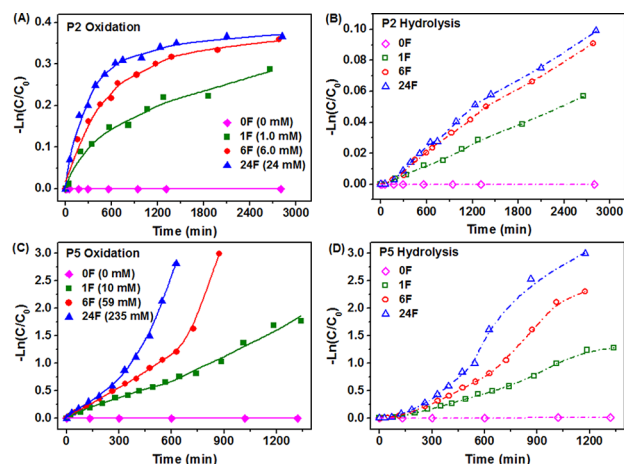 (A) P2 Oxidation
-Ln(C/C0)
0.4
0.3
0.2
0.1
0.0
0F (0 mM)
1F (1.0 mM)
6F (6.0 mM)
24F (24 mM)
0 600 1200 1800 2400 3000
Time (min)
(B) P2 Hydrolysis
-Ln(C/C0)
0.10
0.08
0.06
0.04
0.02
0.00
0F
1F
6F
24F
0 600 1200 1800 2400 3000
Time (min)
(C) P5 Oxidation
-Ln(C/C0)
3.0
2.5
2.0
1.5
1.0
0.5
0.0
0F (0 mM)
1F (10 mM)
6F (59 mM)
24F (235 mM)
0 300 600 900 1200
Time (min)
(D) P5 Hydrolysis
-Ln(C/C0)
3.0
2.5
2.0
1.5
1.0
0.5
0.0
0F
1F
6F
24F
0 300 600 900 1200
Time (min)